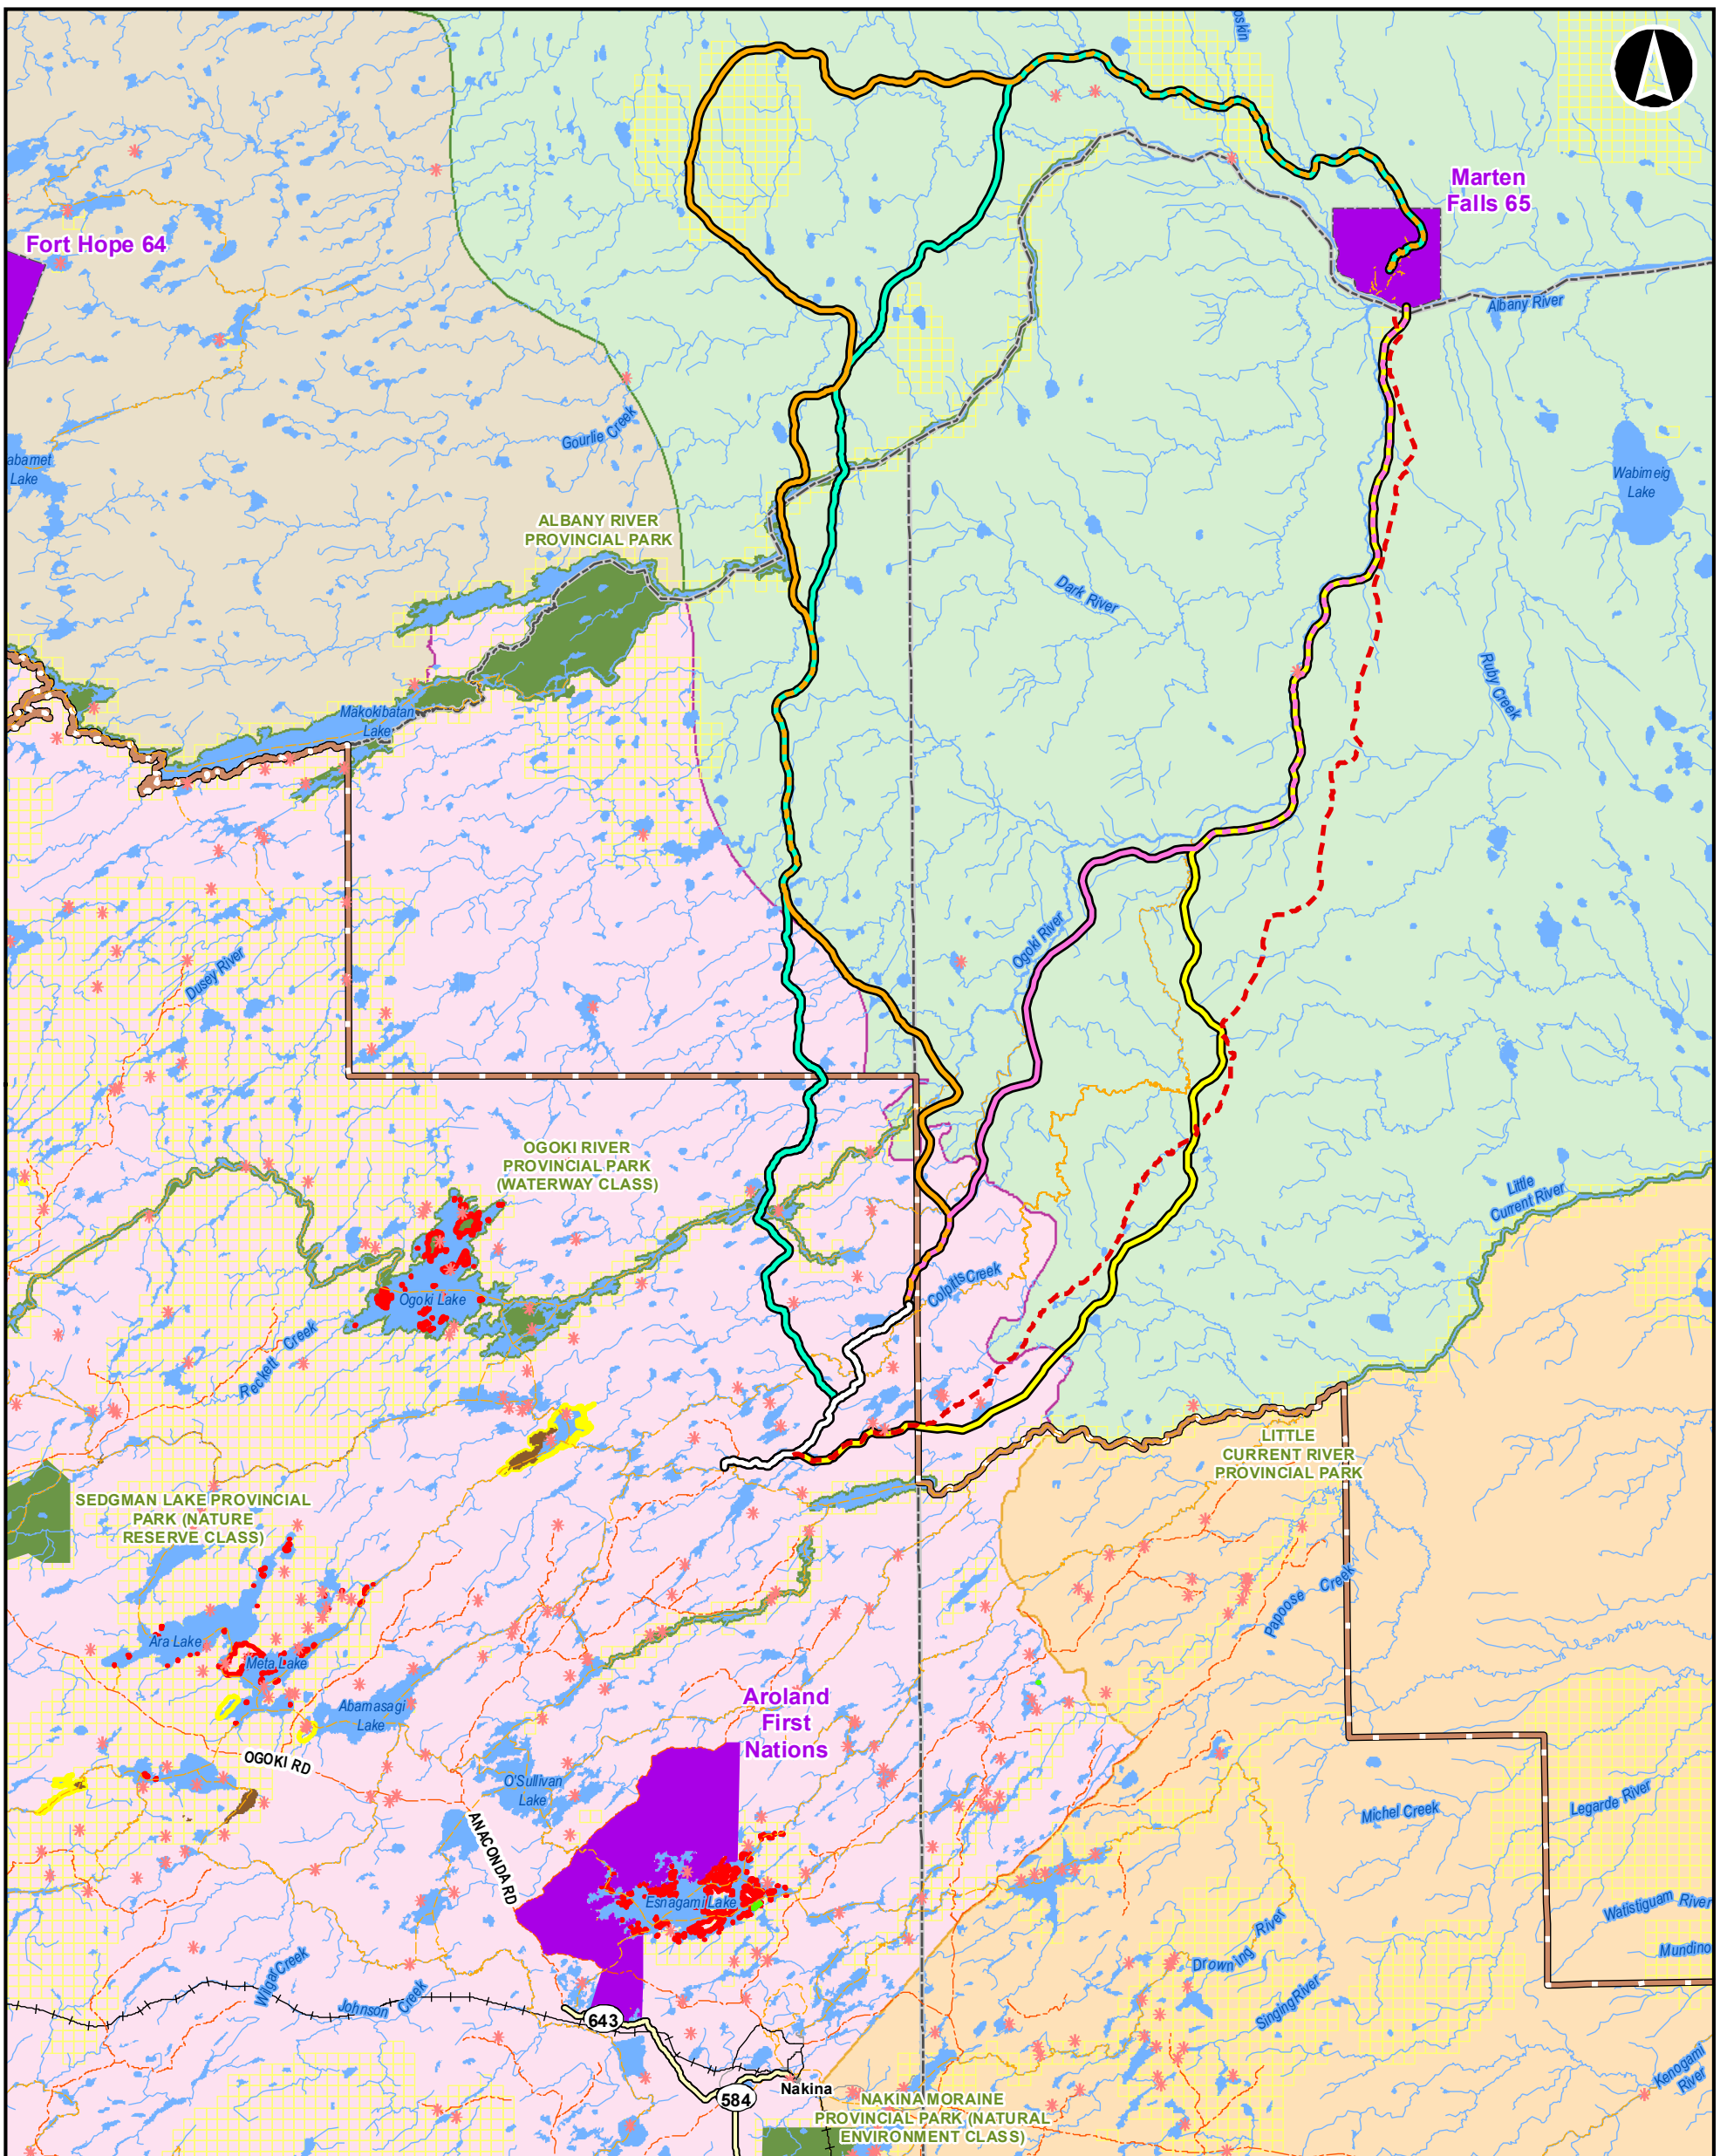 Marten
Falls 65
Fort Hope 64
Albany River
Gourlie Creek
abamet
Lake
Wabimeig
Lake
ALBANY RIVER
PROVINCIAL PARK
Dark River
Ruby Creek
Makokibatan
Lake
Ogoki River
Dusey River
OGOKI RIVER
PROVINCIAL PARK
(WATERWAY CLASS)
Little
Current River
Colpitts Creek
Ogoki Lake
Reckett Creek
LITTLE
CURRENT RIVER
PROVINCIAL PARK
SEDGMAN LAKE PROVINCIAL
PARK (NATURE
RESERVE CLASS)
Papoose Creek
Ara Lake
Meta Lake
Abamasagi
Lake
Aroland
First
Nations
OGOKI RD
O'Sullivan
Lake
Michel Creek
Legarde River
ANACONDA RD
Esnagami Lake
Watistiguam River
Drowning River
Mundino
Wigar Creek
Johnson Creek
Singing River
643
Kenogami
River
Nakina
584
NAKINA MORAINE
PROVINCIAL PARK (NATURAL
ENVIRONMENT CLASS)